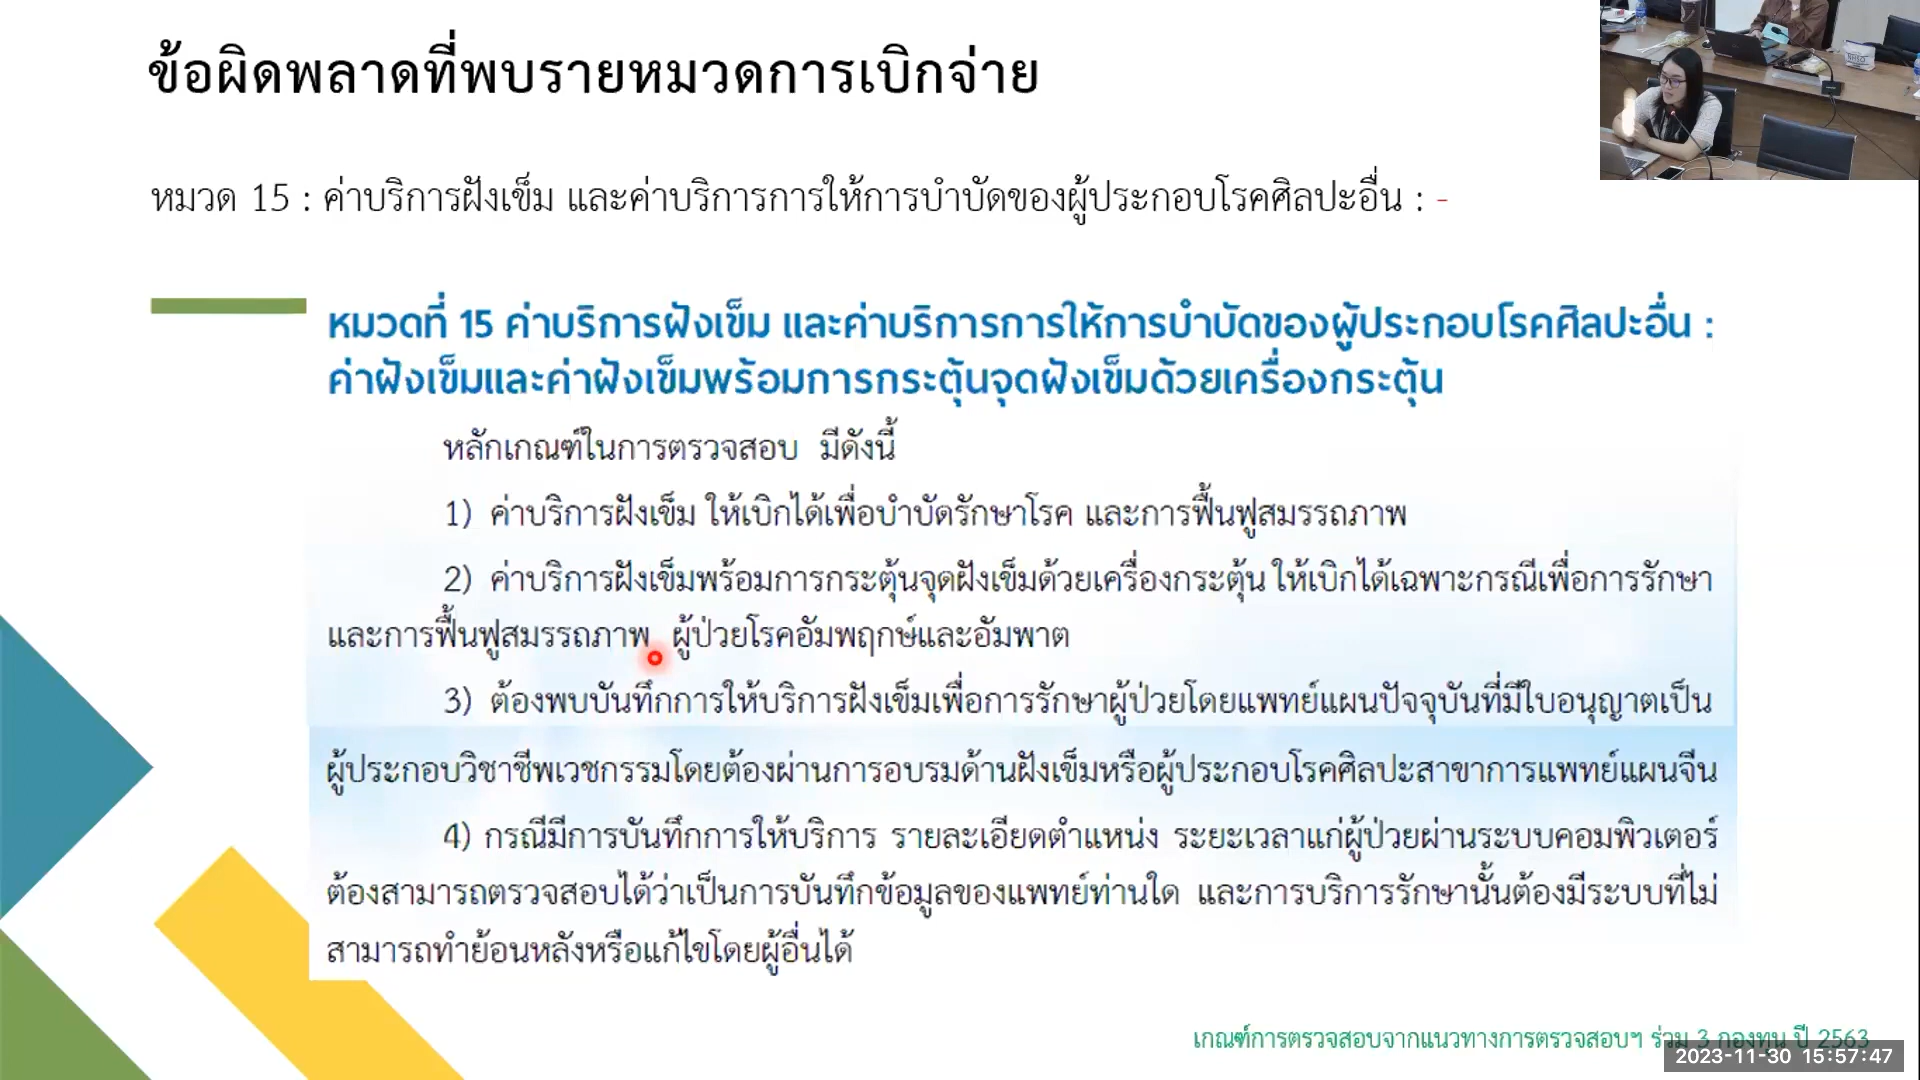 ข้อผิดพลาดที่พบรายหมวดการเบิกจ่าย
หมวด 15 : ค่าบริการฝังเข็ม และค่าบริการการให้การบำบัดของผู้ประกอบโรคศิลปะอื่น : -
หมวดที่ 15 ค่าบริการฝังเข็ม และค่าบริการการให้การบำบัดของผู้ประกอบโรคศิลปะอื่น :
ค่าฝังเข็มและค่าฝังเข็มพร้อมการกระตุ้นจุดฝังเข็มด้วยเครื่องกระตุ้น
หลักเกณฑ์ในการตรวจสอบ มีดังนี้
1) ค่าบริการฝังเข็ม ให้เบิกได้เพื่อบำบัดรักษาโรค และการฟื้นฟูสมรรถภาพ
2) ค่าบริการฝังเข็มพร้อมการกระตุ้นจุดฝังเข็มด้วยเครื่องกระตุ้น ให้เบิกได้เฉพาะกรณีเพื่อการรักษา
และการฟื้นฟูสมรรถภาพ ผู้ป่วยโรคอัมพฤกษ์และอัมพาต
3) ต้องพบบันทึกการให้บริการฝังเข็มเพื่อการรักษาผู้ป่วยโดยแพทย์แผนปัจจุบันที่มีใบอนุญาตเป็น
ผู้ประกอบวิชาชีพเวชกรรมโดยต้องผ่านการอบรมด้านฝังเข็มหรือผู้ประกอบโรคศิลปะสาขาการแพทย์แผนจีน
4) กรณีมีการบันทึกการให้บริการ รายละเอียดตำแหน่ง ระยะเวลาแก่ผู้ป่วยผ่านระบบคอมพิวเตอร์
ต้องสามารถตรวจสอบได้ว่าเป็นการบันทึกข้อมูลของแพทย์ท่านใด และการบริการรักษานั้นต้องมีระบบที่ไม่
สามารถทำย้อนหลังหรือแก้ไขโดยผู้อื่นได้
เกณฑ์การตรวจสอบจากแนวทางการตรวจสอบฯ ร่วม 3 กองทุน ปี 2563
2023-11-30 15:57:47